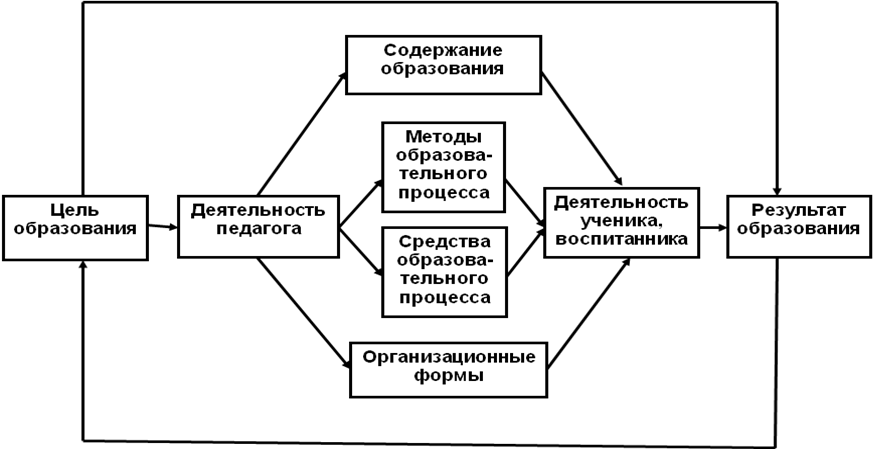 Содержание
образования
Методы
образова-
тельного
процесса
Цель
образования
Деятельность
педагога
Средства
образова-
тельного
процесса
Деятельность
ученика,
воспитанника
Результат
образования
Организационные
формы